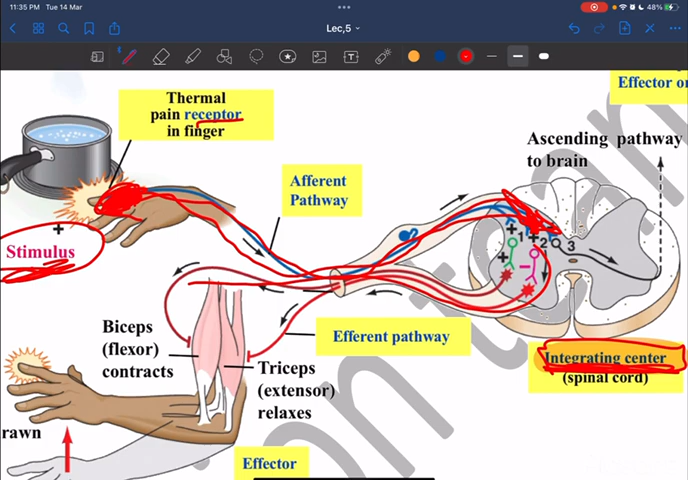 11:35 PM Tue 14 Mar
48%
Lec,5
Thermal
pain receptor
in finger
Effector
Ascending pathway
to brain
Afferent
Pathway
+
Stimulus
+ 1
+ 2
3
+
−
Biceps
(flexor)
contracts
Efferent pathway
Triceps
(extensor)
relaxes
Integrating center
(spinal cord)
rawn
Effector